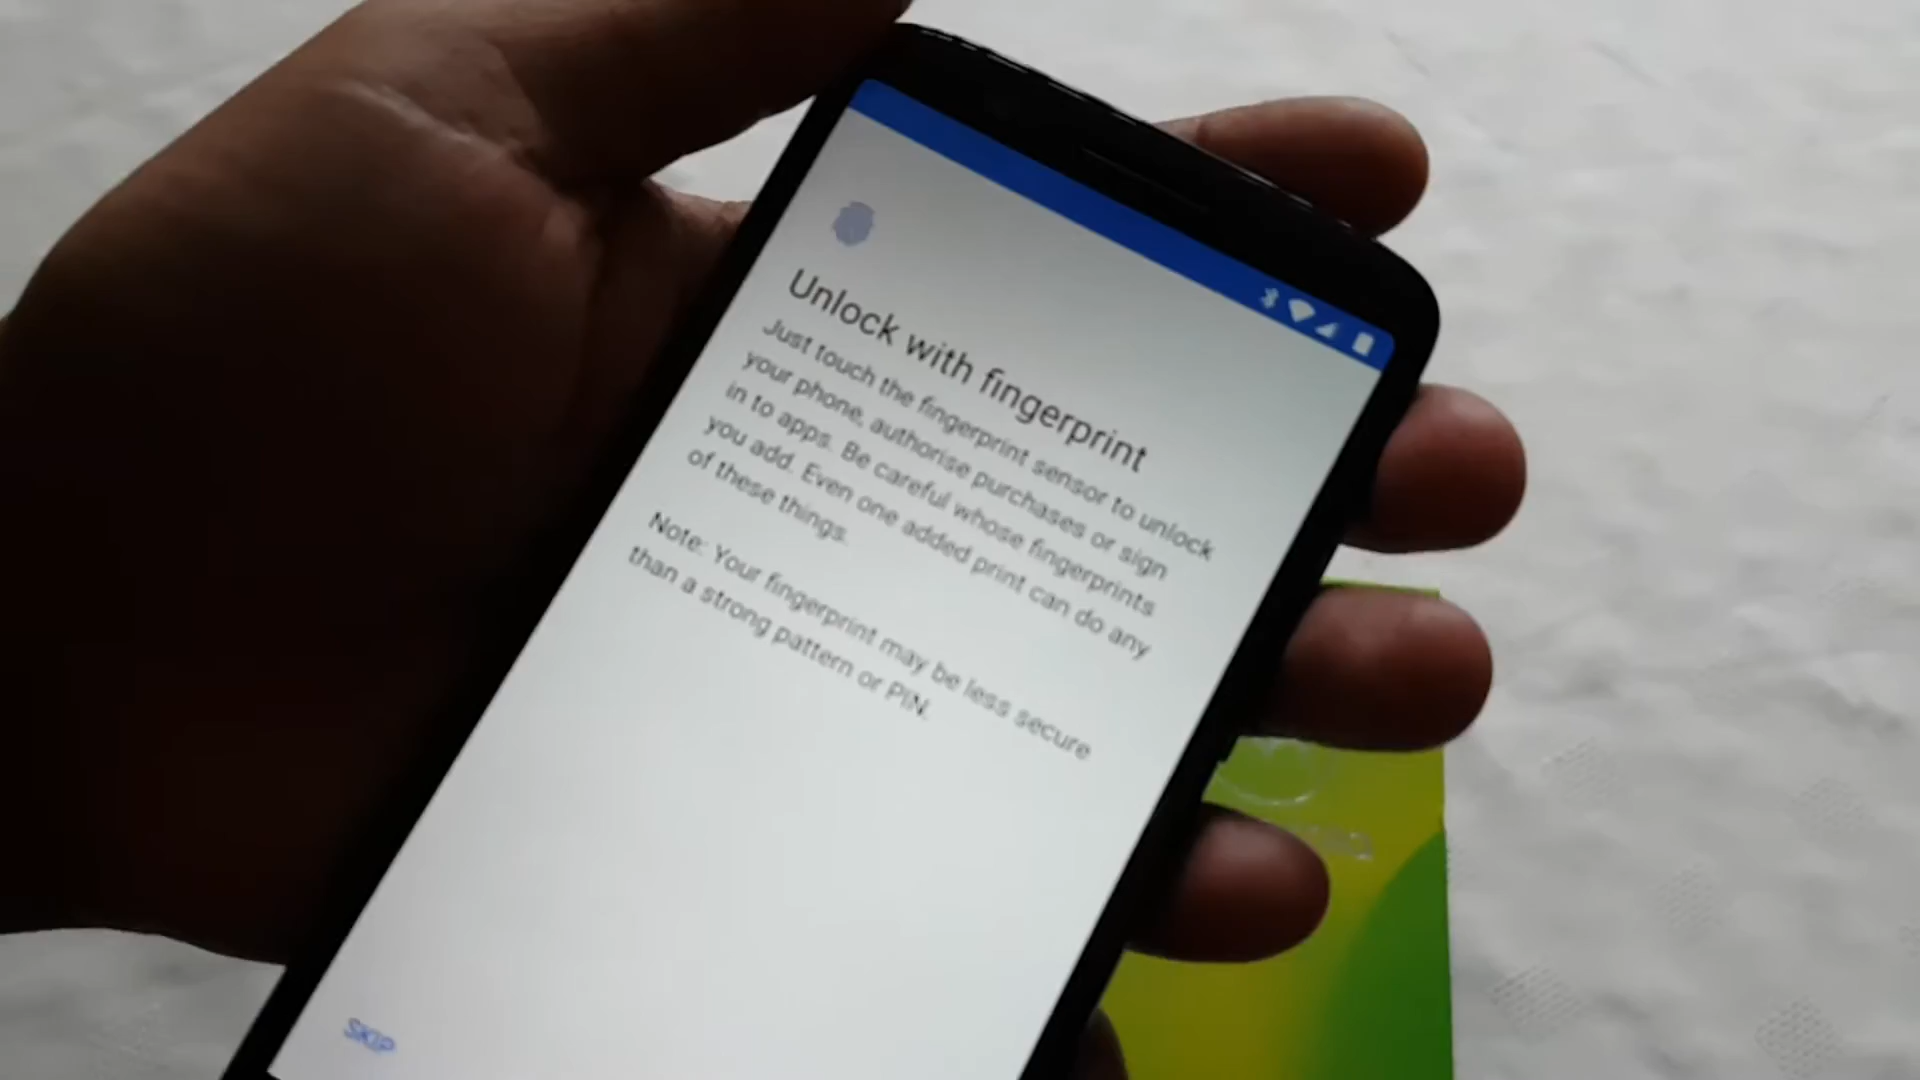 Unlock with fingerprint
Just touch the fingerprint sensor to unlock
your phone, authorise purchases or sign
in to apps. Be careful whose fingerprints
you add. Even one added print can do any
of these things.
Note: Your fingerprint may be less secure
than a strong pattern or PIN.
SKIP